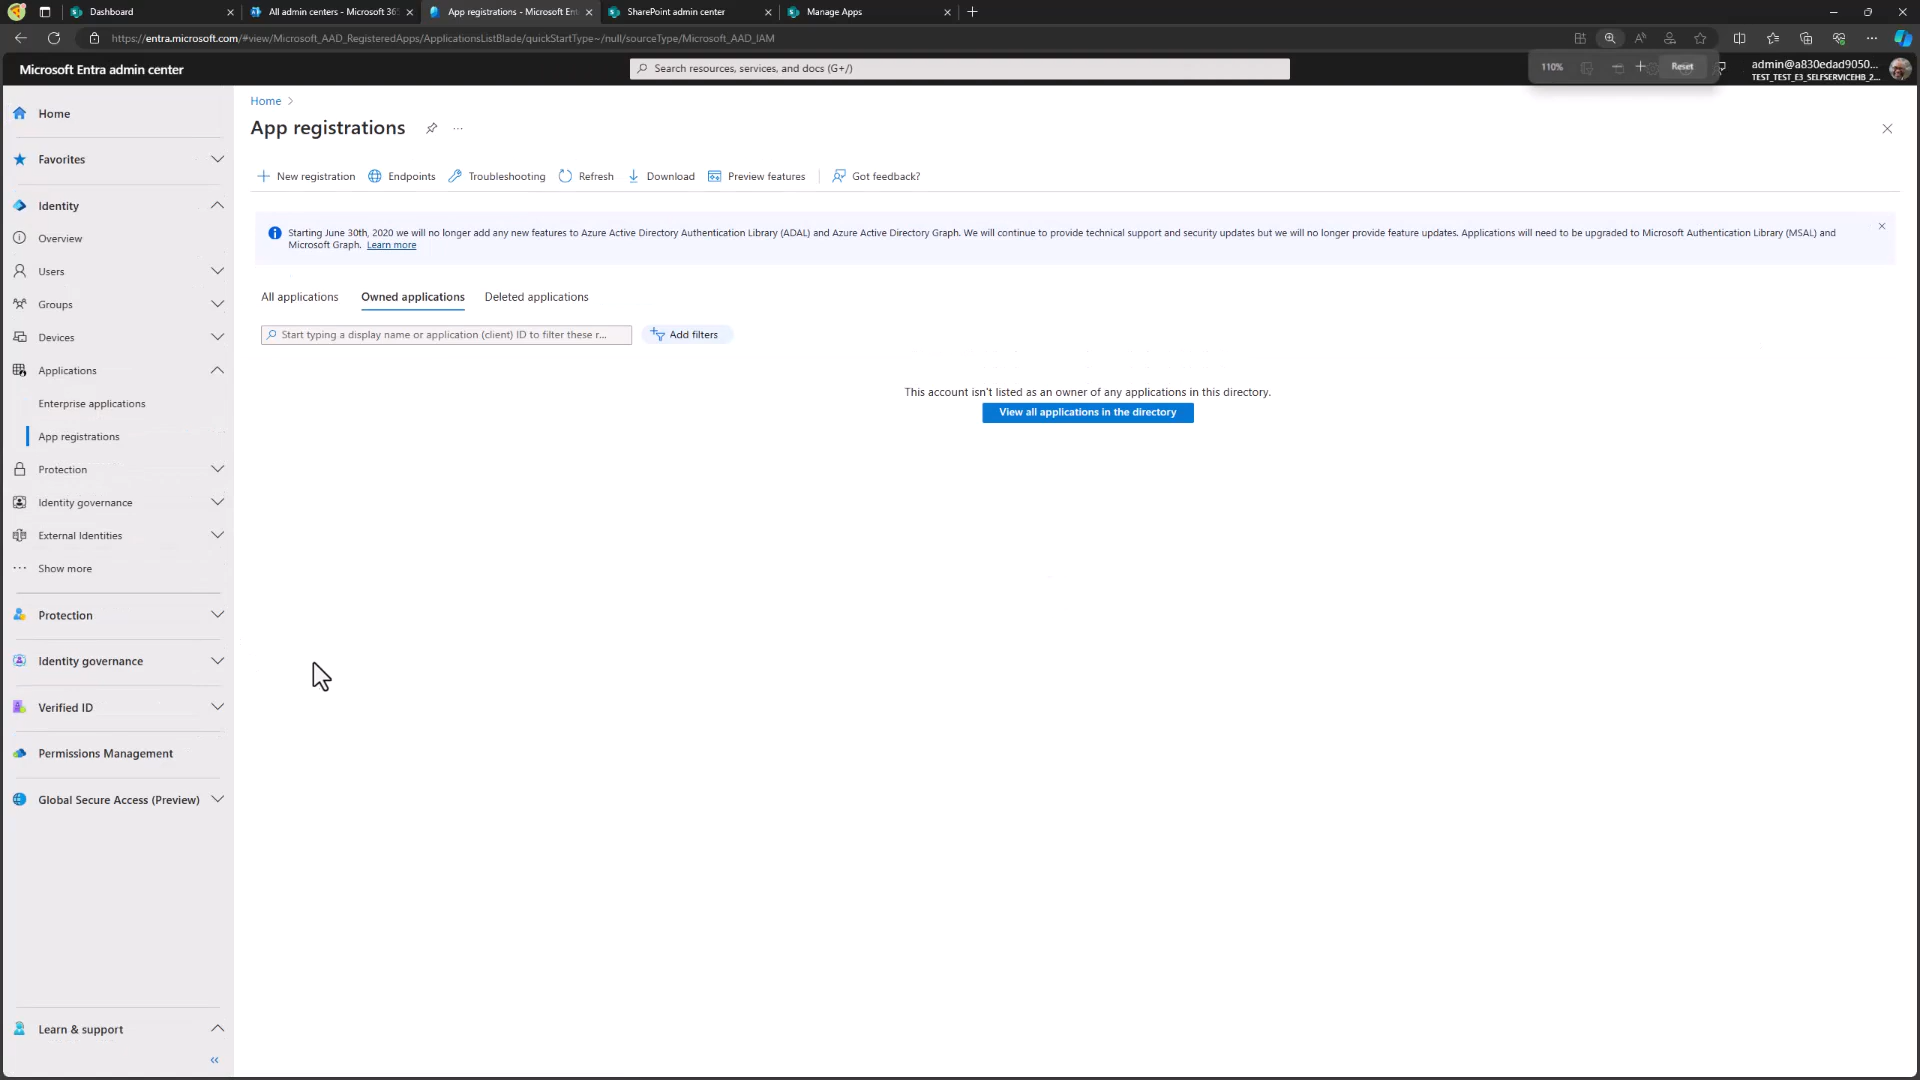 Dashboard
All admin centers - Microsoft 36
App registrations - Microsoft Ent
SharePoint admin center
Manage Apps
https://entra.microsoft.com/#view/Microsoft_AAD_RegisteredApps/ApplicationsListBlade/quickStartType~/null/sourceType/Microsoft_AAD_IAM
Microsoft Entra admin center
Search resources, services, and docs (G+/)
110%
Reset
admin@a830edad9050...
TEST_TEST_E3_SELFSERVICEHB_2...
Home
Favorites
Identity
Overview
Users
Groups
Devices
Applications
Enterprise applications
App registrations
Protection
Identity governance
External Identities
Show more
Protection
Identity governance
Verified ID
Permissions Management
Global Secure Access (Preview)
Learn & support
Home
App registrations
New registration
Endpoints
Troubleshooting
Refresh
Download
Preview features
Got feedback?
Starting June 30th, 2020 we will no longer add any new features to Azure Active Directory Authentication Library (ADAL) and Azure Active Directory Graph. We will continue to provide technical support and security updates but we will no longer provide feature updates. Applications will need to be upgraded to Microsoft Authentication Library (MSAL) and
Microsoft Graph. Learn more
All applications
Owned applications
Deleted applications
Start typing a display name or application (client) ID to filter these r...
Add filters
This account isn't listed as an owner of any applications in this directory.
View all applications in the directory